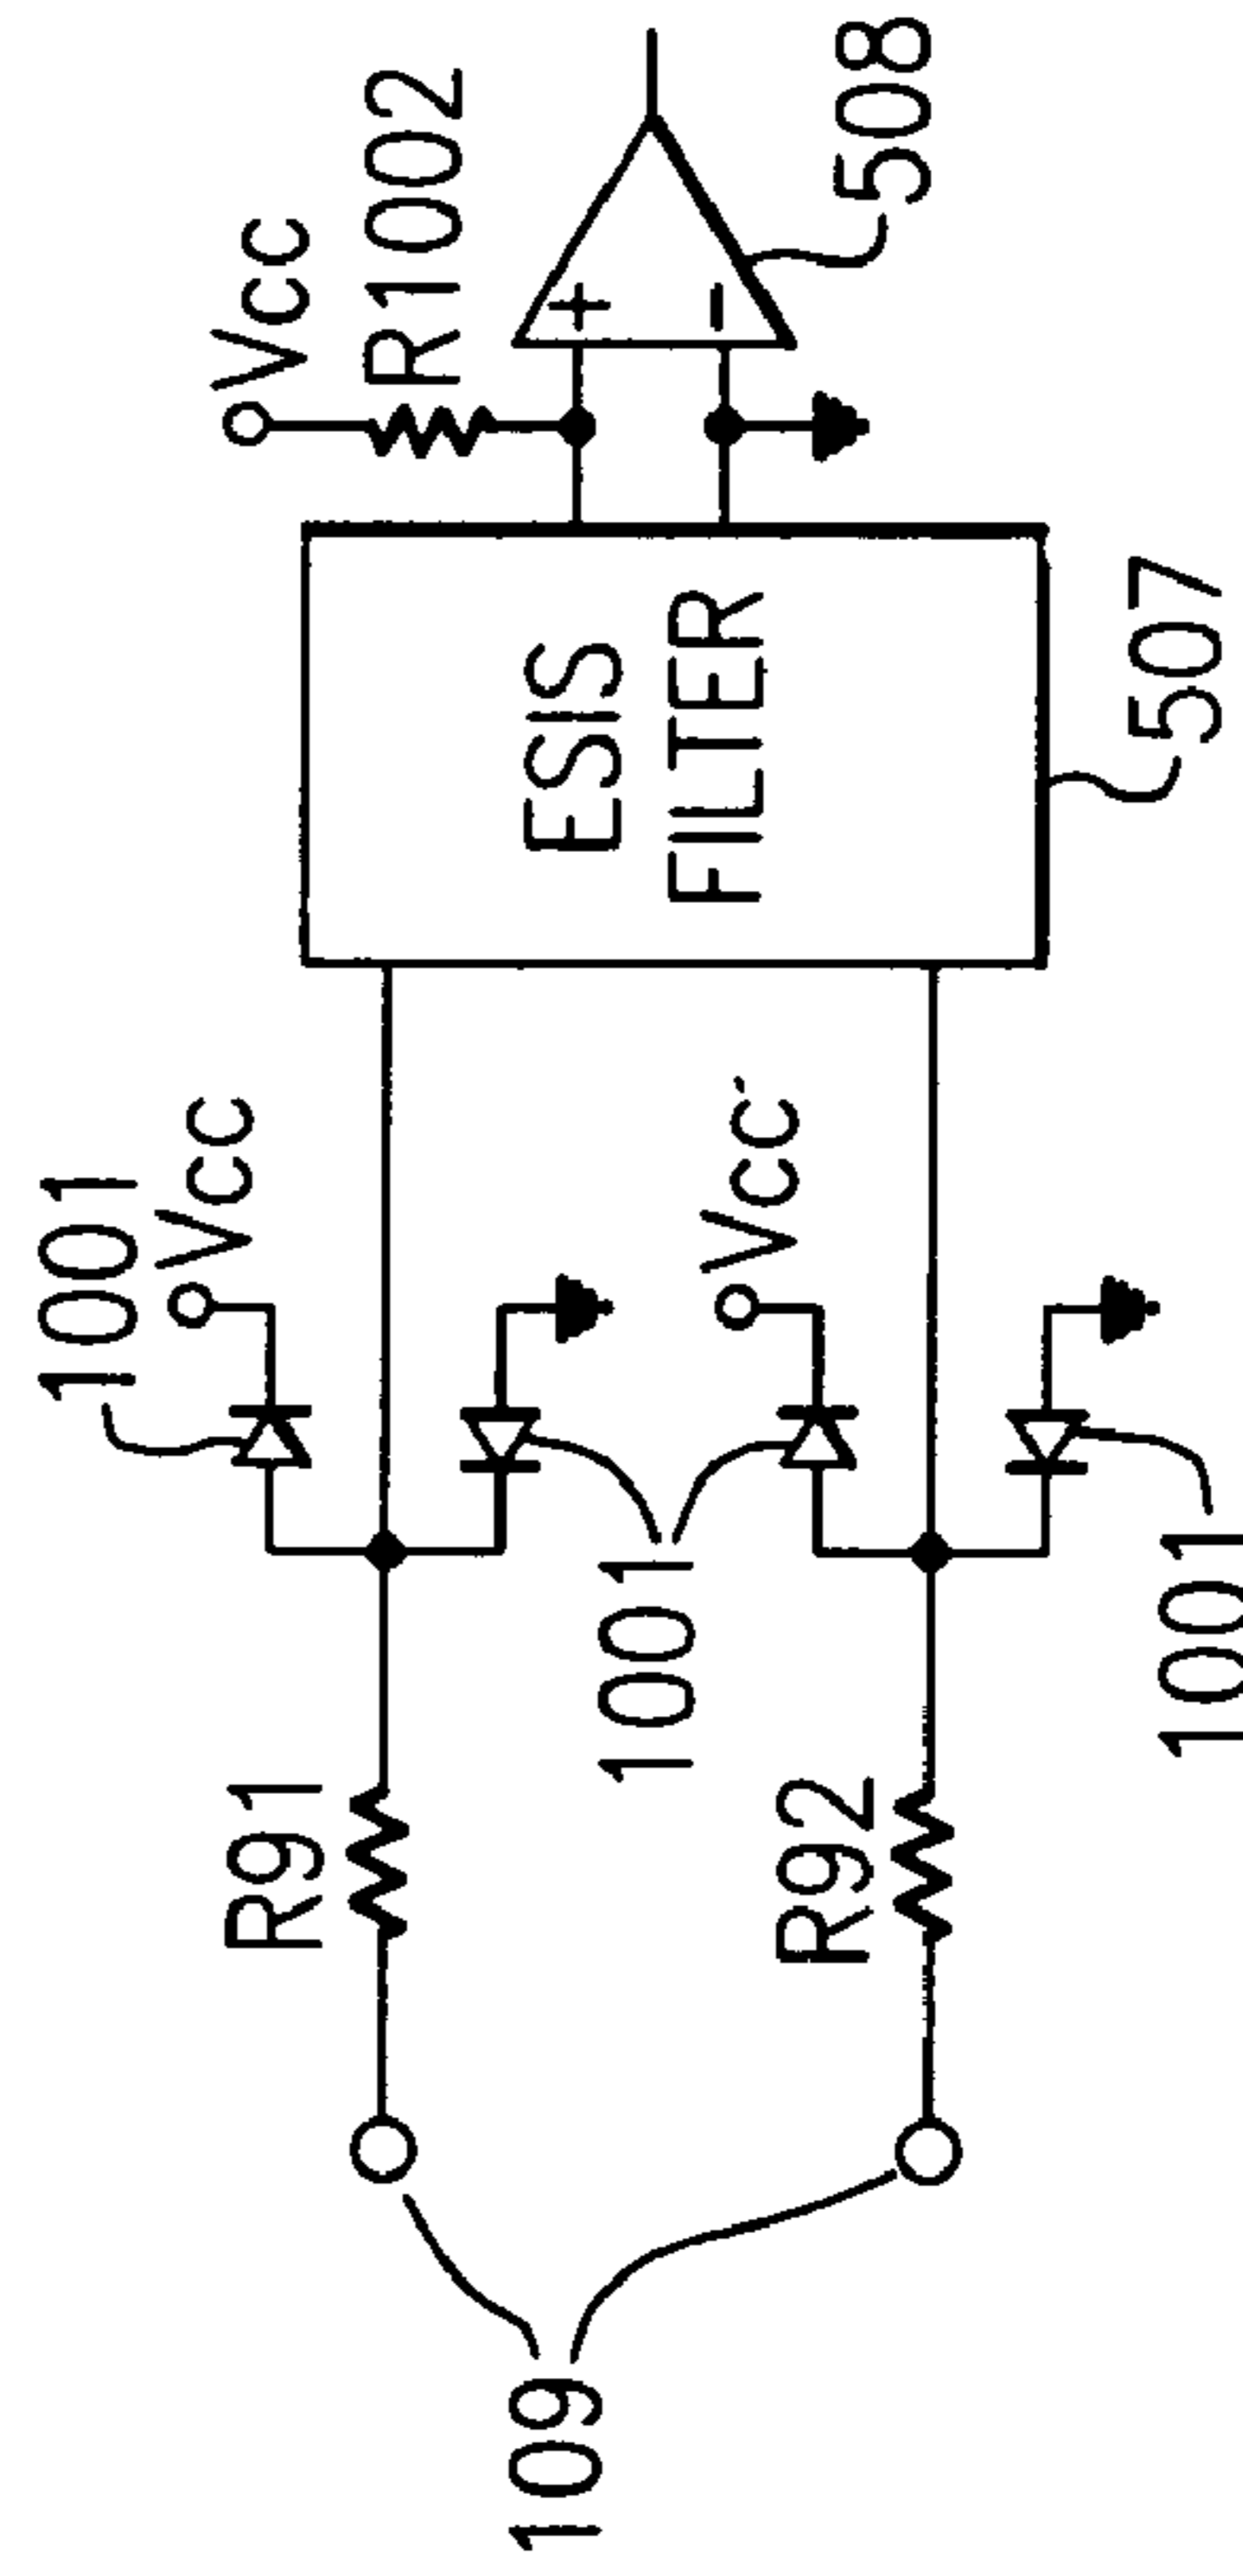 1001
Vcc
Vcc
R1002
R91
ESIS
FILTER
+
−
508
1001
Vcc
R92
507
1001
109